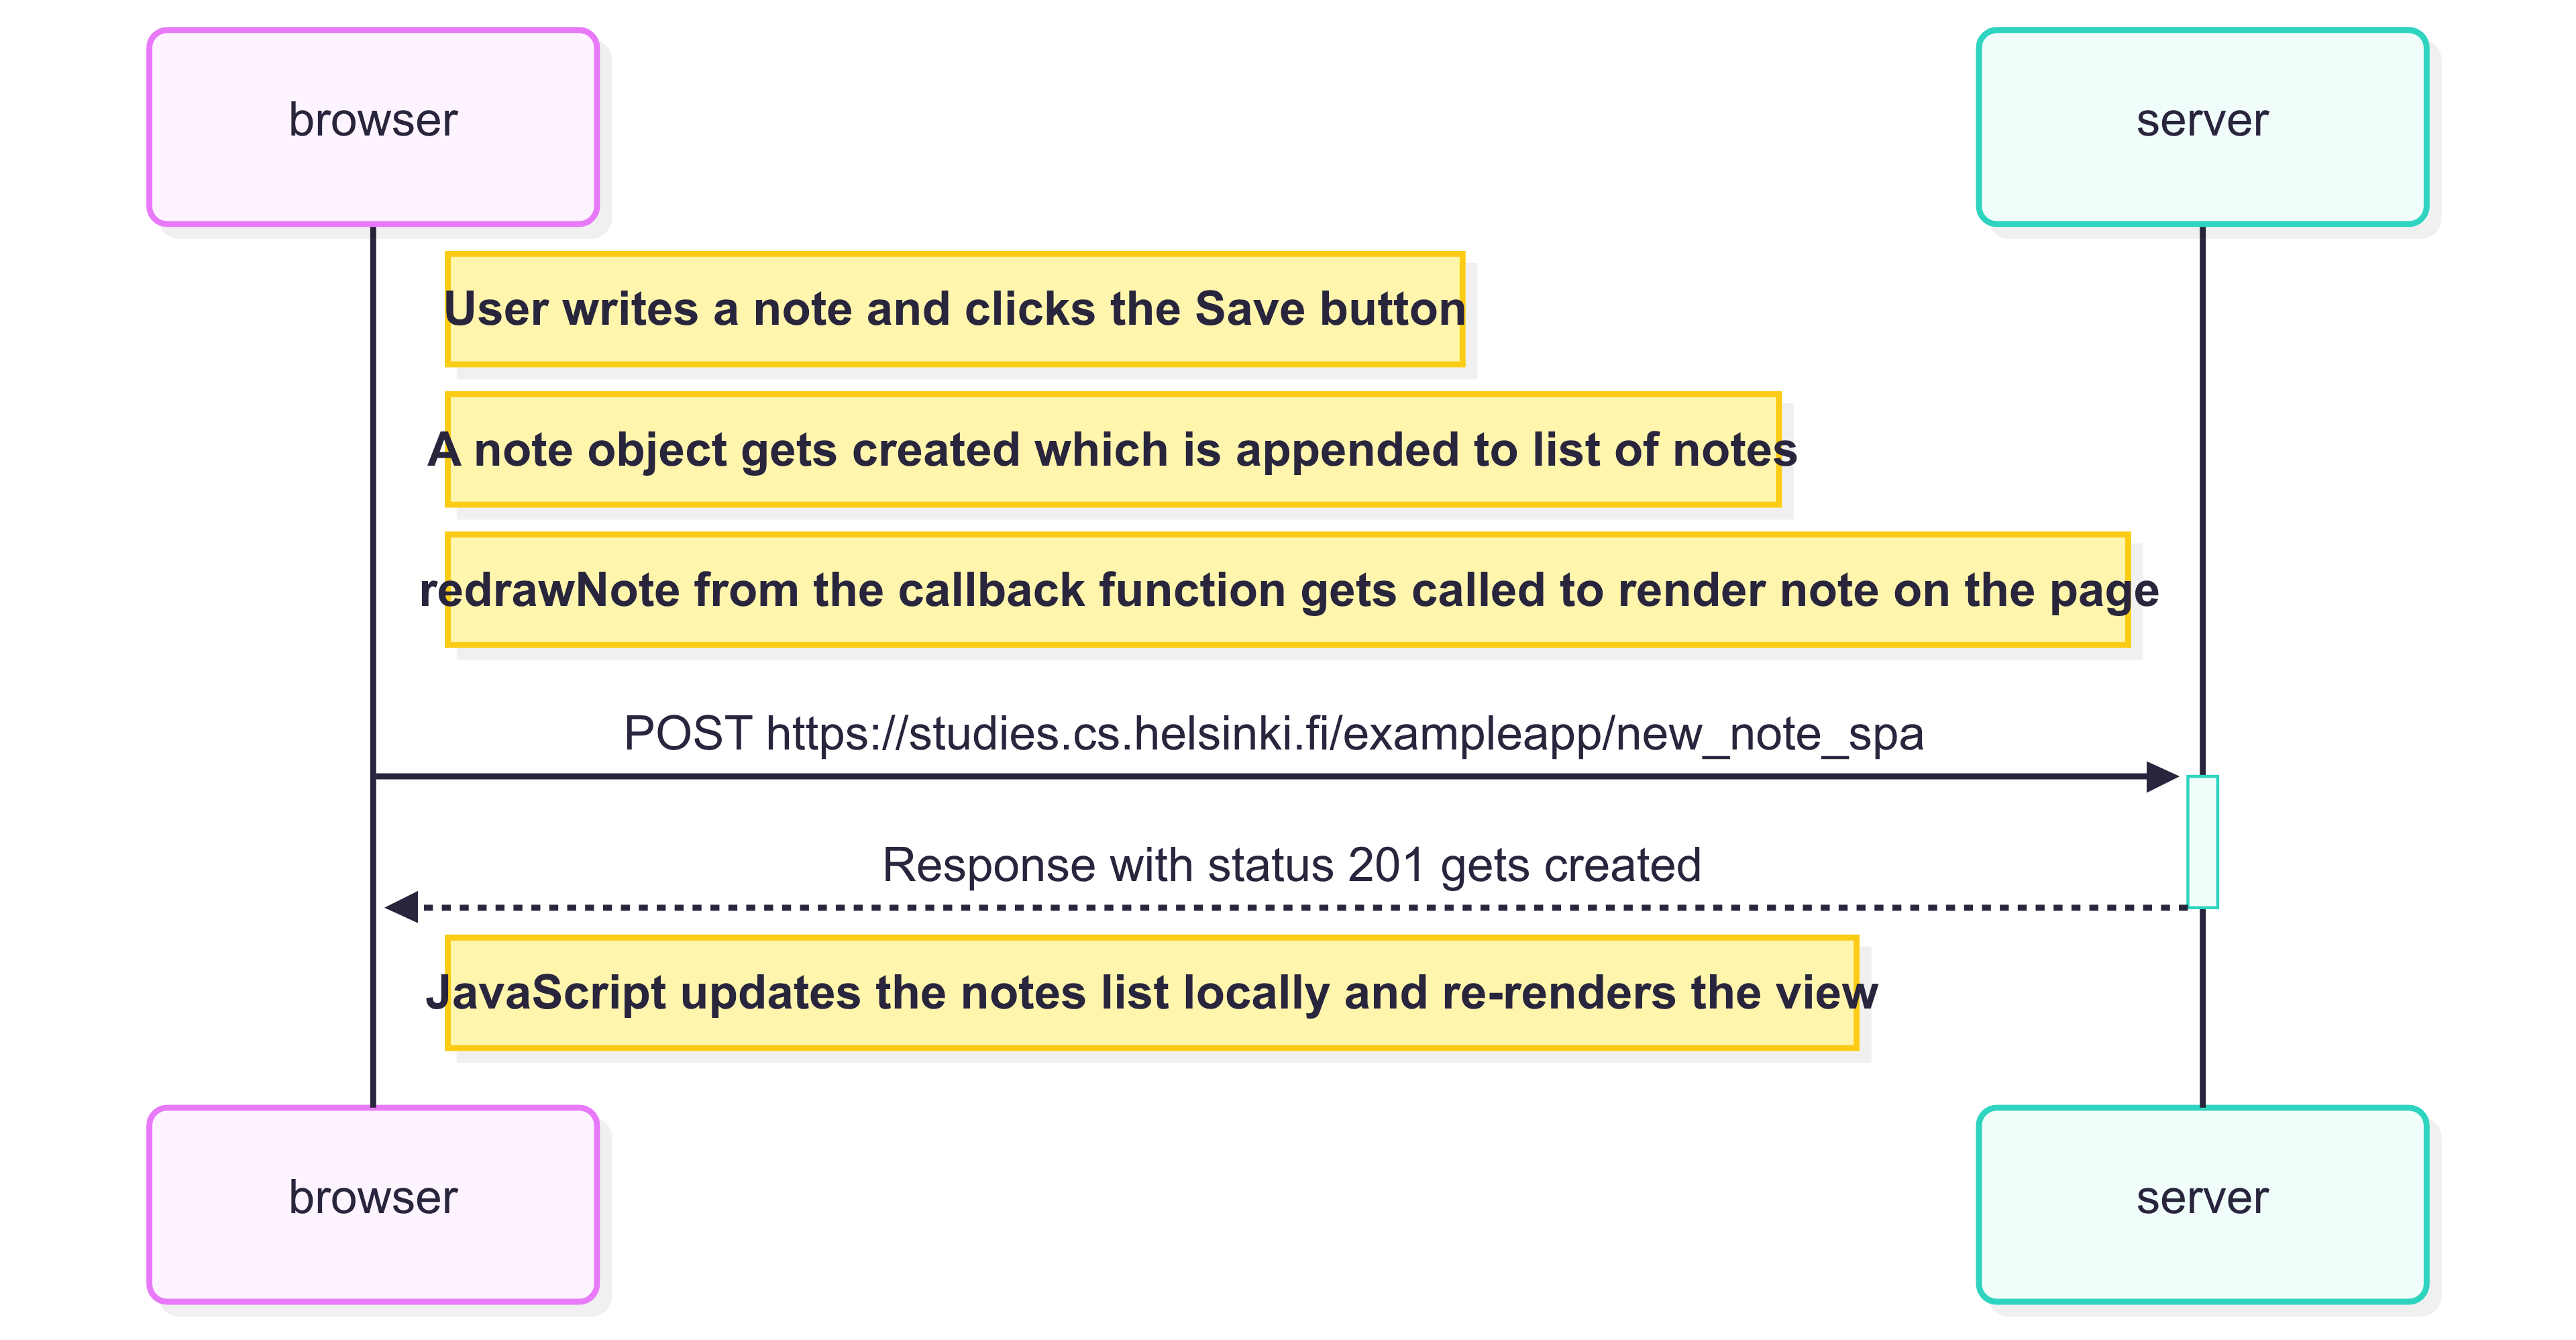 browser
server
User writes a note and clicks the Save button
A note object gets created which is appended to list of notes
redrawNote from the callback function gets called to render note on the page
POST https://studies.cs.helsinki.fi/exampleapp/new_note_spa
Response with status 201 gets created
JavaScript updates the notes list locally and re-renders the view
browser
server